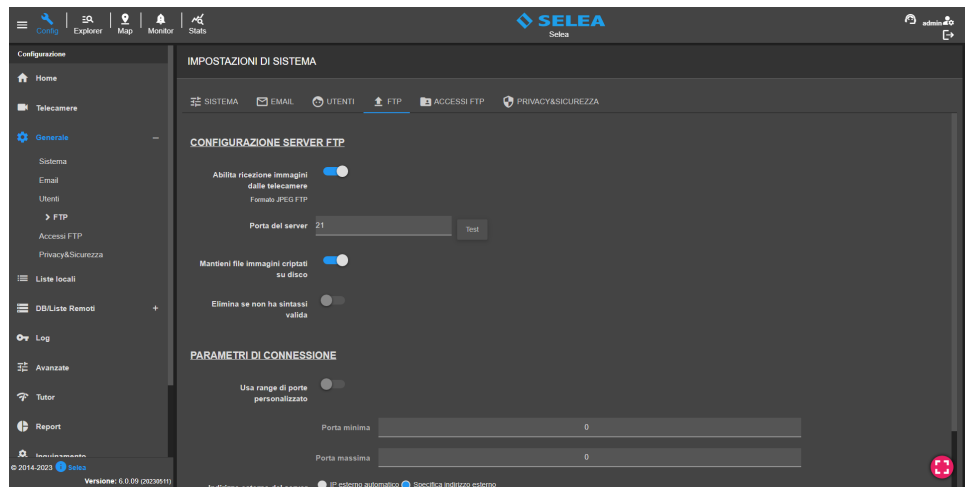 Config
Explorer
Map
Monitor
Stats
SELEA
Selea
admin
Configurazione
Home
Telecamere
Generale
Sistema
Email
Utenti
FTP
Accessi FTP
Privacy&Sicurezza
Liste locali
DB/Liste Remoti
Log
Avanzate
Tutor
Report
Inquinamento
© 2014-2023 Selea
Versione: 6.0.09 (20230511)
IMPOSTAZIONI DI SISTEMA
SISTEMA
EMAIL
UTENTI
FTP
ACCESSI FTP
PRIVACY&SICUREZZA
CONFIGURAZIONE SERVER FTP
Abilita ricezione immagini
dalle telecamere
Formato JPEG FTP
Porta del server 21 Test
Mantieni file immagini criptati
su disco
Elimina se non ha sintassi
valida
PARAMETRI DI CONNESSIONE
Usa range di porte
personalizzato
Porta minima 0
Porta massima 0
Indirizzo esterno del server IP esterno automatico Specifica indirizzo esterno